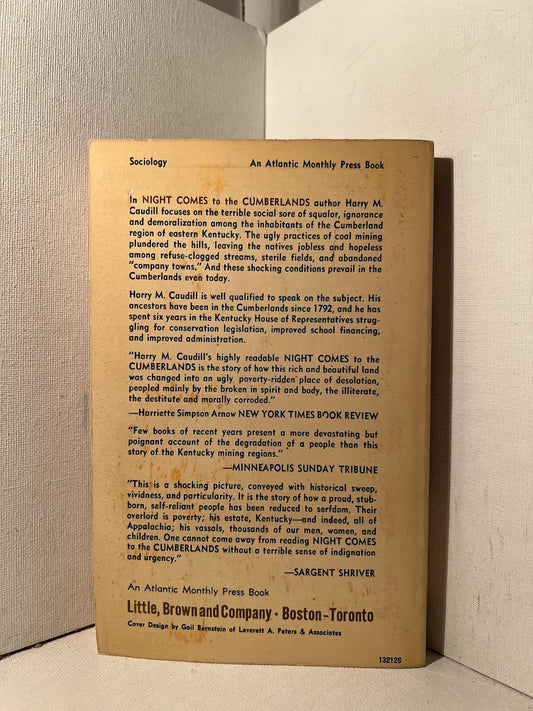 Sociology An Atlantic Monthly Press Book
In NIGHT COMES to the CUMBERLANDS author Harry M.
Caudill focuses on the terrible social sore of squalor, ignorance
and demoralization among the inhabitants of the Cumberland
region of eastern Kentucky. The ugly practices of coal mining
plundered the hills, leaving the natives jobless and hopeless
among refuse-clogged streams, sterile fields, and abandoned
"company towns." And these shocking conditions prevail in the
Cumberlands even today.
Harry M. Caudill is well qualified to speak on the subject. His
ancestors have been in the Cumberlands since 1792, and he has
spent six years in the Kentucky House of Representatives strug-
gling for conservation legislation, improved school financing,
and improved administration.
"Harry M. Caudill's highly readable NIGHT COMES to the
CUMBERLANDS is the story of how this rich and beautiful land
was changed into an ugly, poverty-ridden place of desolation,
peopled mainly by the broken in spirit and body, the illiterate,
the destitute and morally corroded."
—Harriette Simpson Arnow NEW YORK TIMES BOOK REVIEW
"Few books of recent years present a more devastating but
poignant account of the degradation of a people than this
story of the Kentucky mining regions."
—MINNEAPOLIS SUNDAY TRIBUNE
"This is a shocking picture, conveyed with historical sweep,
vividness, and particularity. It is the story of how a proud, stub-
born, self-reliant people has been reduced to serfdom. Their
overlord is poverty; his estate, Kentucky—and indeed, all of
Appalachia; his vassals, thousands of our men, women, and
children. One cannot come away from reading NIGHT COMES
to the CUMBERLANDS without a terrible sense of indignation
and urgency."
—SARGENT SHRIVER
An Atlantic Monthly Press Book
Little, Brown and Company · Boston-Toronto
Cover Design by Gail Bernstein of Leverett A. Peters & Associates
132128